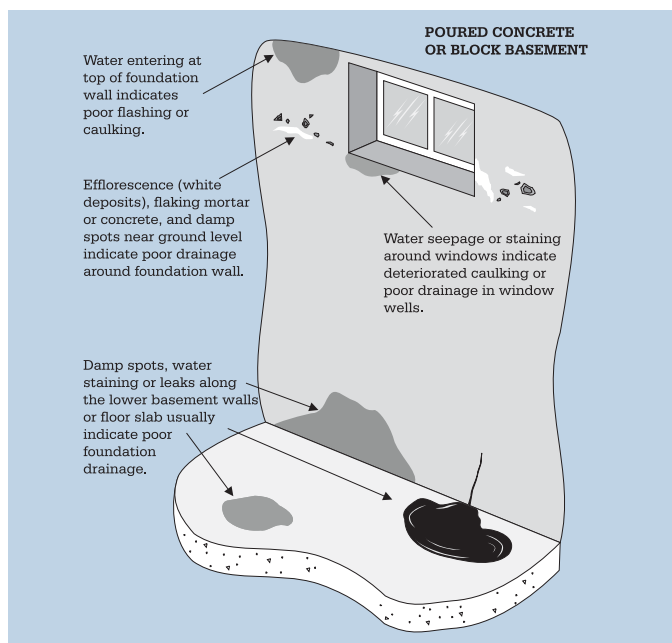 POURED CONCRETE
OR BLOCK BASEMENT
Water entering at
top of foundation
wall indicates
poor flashing or
caulking.
Efflorescence (white
deposits), flaking mortar
or concrete, and damp
spots near ground level
indicate poor drainage
around foundation wall.
Water seepage or staining
around windows indicate
deteriorated caulking or
poor drainage in window
wells.
Damp spots, water
staining or leaks along
the lower basement walls
or floor slab usually
indicate poor
foundation
drainage.